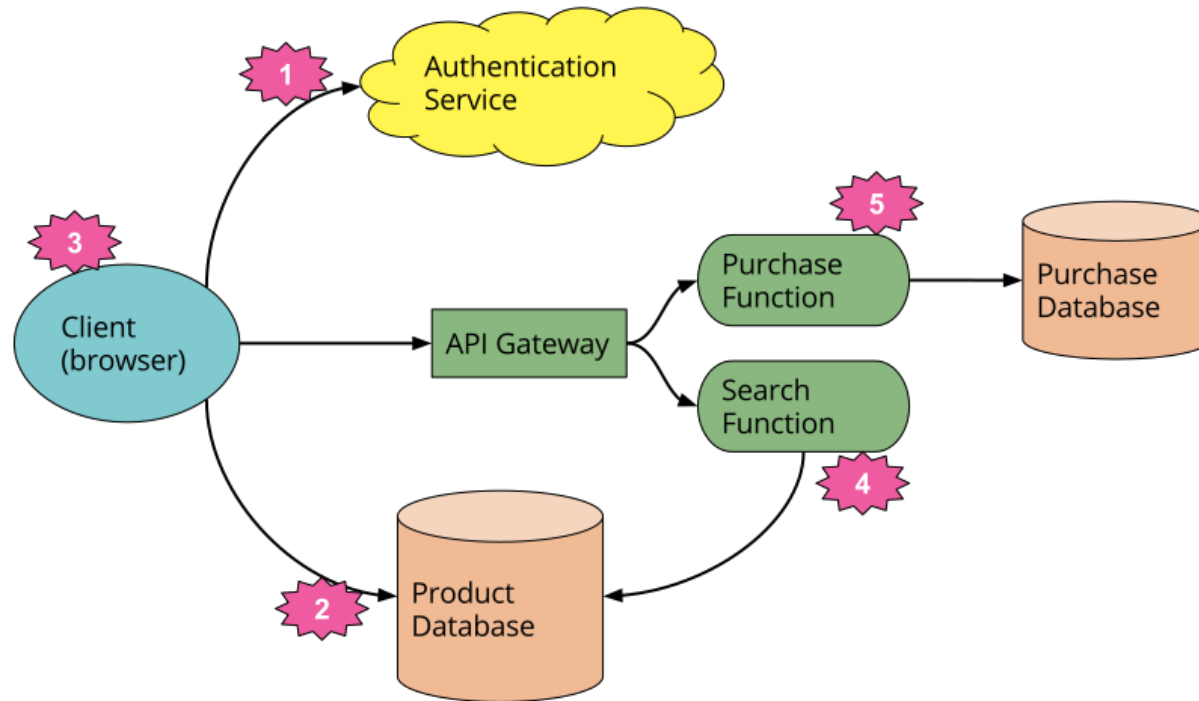 1
Authentication
Service
3
5
Purchase
Function
Purchase
Database
Client
(browser)
API Gateway
Search
Function
4
2
Product
Database